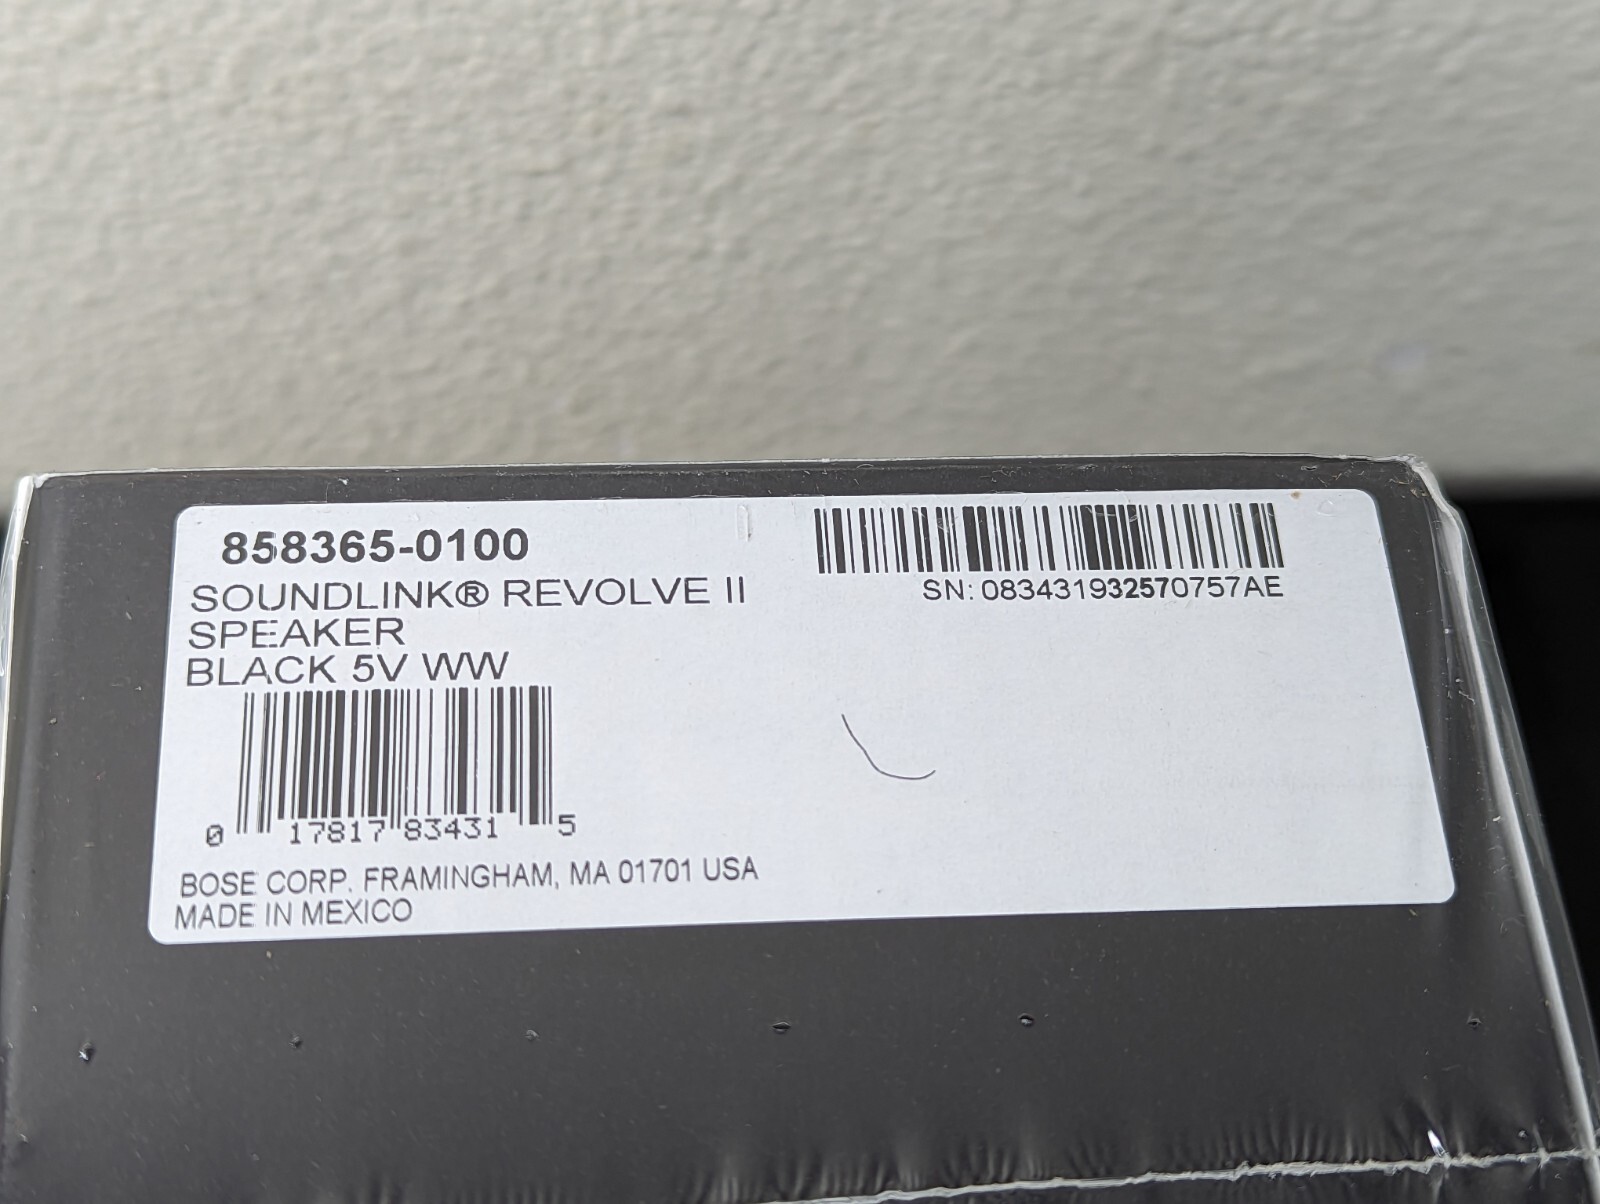 858365-0100
SOUNDLINK® REVOLVE II
SPEAKER
BLACK 5V WW
0 17817 83431 5
BOSE CORP. FRAMINGHAM, MA 01701 USA
MADE IN MEXICO
SN: 083431932570757AE